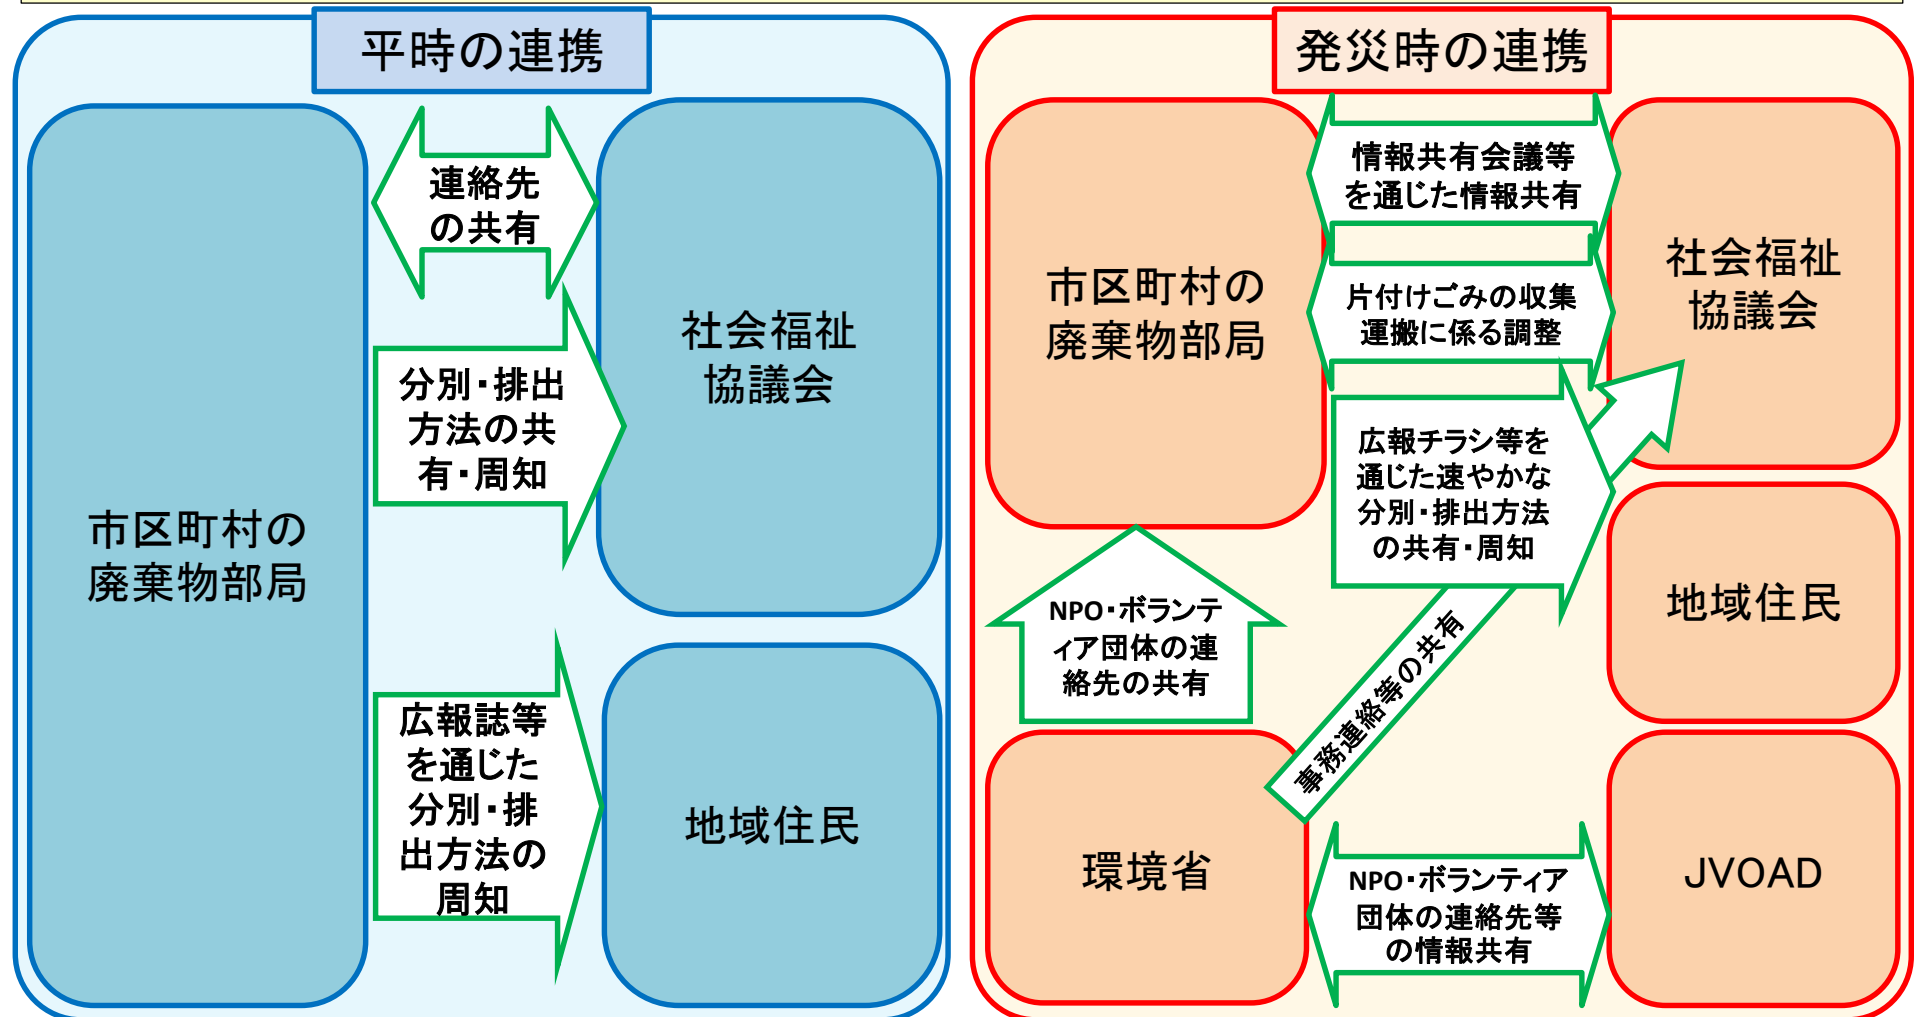 平時の連携
連絡先
の共有
分別・排出
方法の共
有・周知
社会福祉
協議会
市区町村の
廃棄物部局
広報誌等
を通じた
分別・排
出方法の
周知
地域住民
発災時の連携
情報共有会議等
を通じた情報共有
市区町村の
廃棄物部局
片付けごみの収集
運搬に係る調整
社会福祉
協議会
広報チラシ等を
通じた速やかな
分別・排出方法
の共有・周知
地域住民
NPO・ボランテ
ィア団体の連
絡先の共有
事務連絡等の共有
環境省
NPO・ボランティア
団体の連絡先等
の情報共有
JVOAD